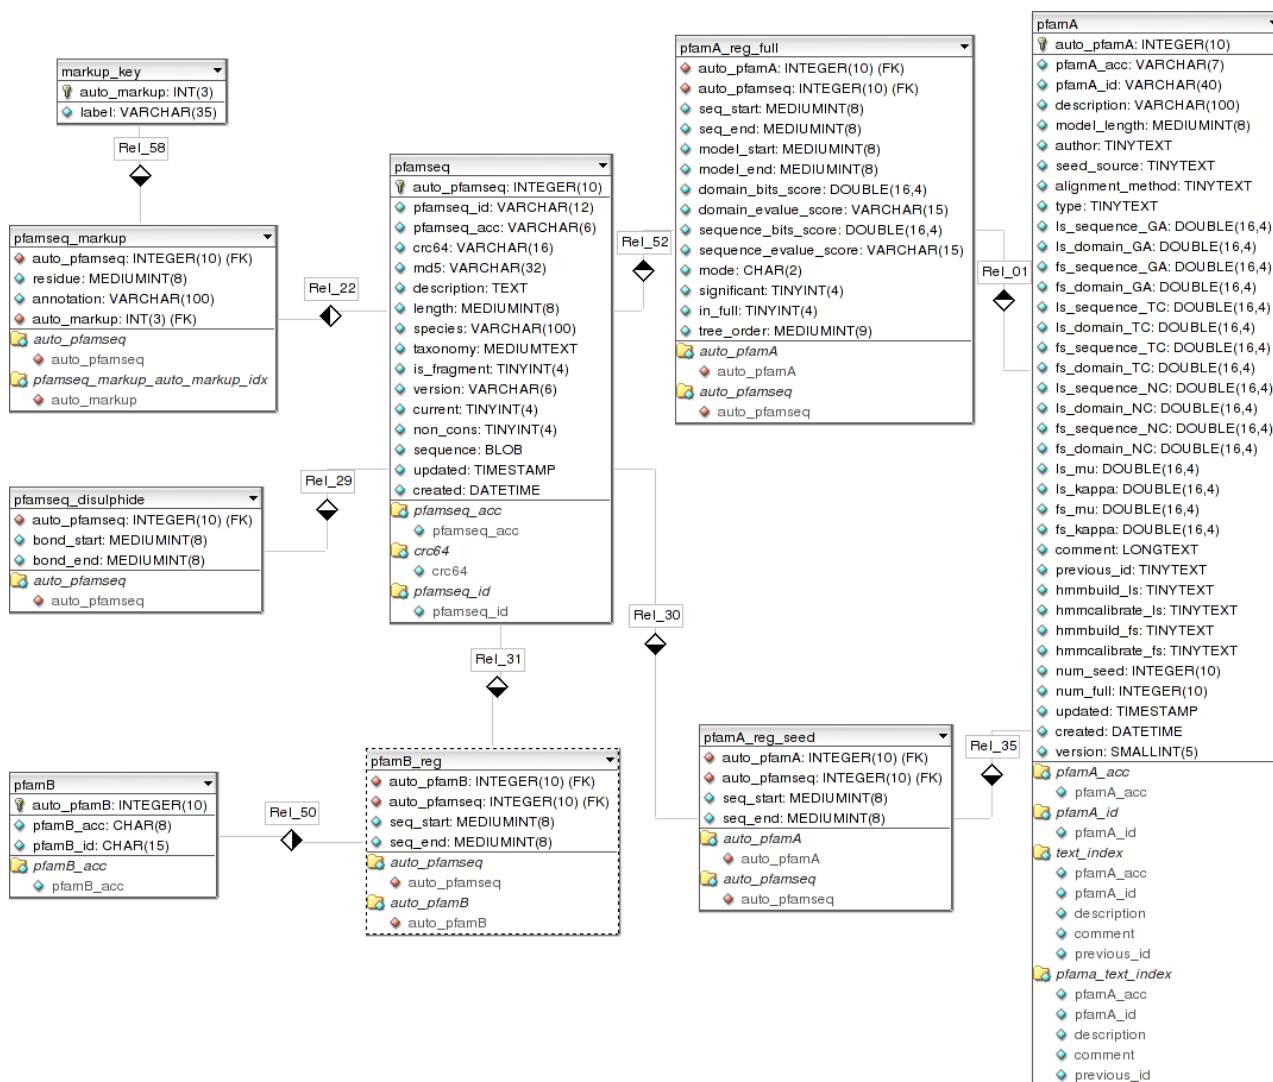 markup_key
auto_markup: INT(3)
label: VARCHAR(35)
Rel_58
pfamseq_markup
auto_pfamseq: INTEGER(10) (FK)
residue: MEDIUMINT(8)
annotation: VARCHAR(100)
auto_markup: INT(3) (FK)
auto_pfamseq
auto_pfamseq
pfamseq_markup_auto_markup_idx
auto_markup
Rel_22
pfamseq_disulphide
auto_pfamseq: INTEGER(10) (FK)
bond_start: MEDIUMINT(8)
bond_end: MEDIUMINT(8)
auto_pfamseq
auto_pfamseq
Rel_29
pfamB
auto_pfamB: INTEGER(10)
pfamB_acc: CHAR(8)
pfamB_id: CHAR(15)
pfamB_acc
pfamB_acc
Rel_50
pfamseq
auto_pfamseq: INTEGER(10)
pfamseq_id: VARCHAR(12)
pfamseq_acc: VARCHAR(6)
crc64: VARCHAR(16)
md5: VARCHAR(32)
description: TEXT
length: MEDIUMINT(8)
species: VARCHAR(100)
taxonomy: MEDIUMTEXT
is_fragment: TINYINT(4)
version: VARCHAR(6)
current: TINYINT(4)
non_cons: TINYINT(4)
sequence: BLOB
updated: TIMESTAMP
created: DATETIME
pfamseq_acc
pfamseq_acc
crc64
crc64
pfamseq_id
pfamseq_id
Rel_31
pfamB_reg
auto_pfamB: INTEGER(10) (FK)
auto_pfamseq: INTEGER(10) (FK)
seq_start: MEDIUMINT(8)
seq_end: MEDIUMINT(8)
auto_pfamseq
auto_pfamseq
auto_pfamB
auto_pfamB
Rel_52
Rel_30
pfamA_reg_full
auto_pfamA: INTEGER(10) (FK)
auto_pfamseq: INTEGER(10) (FK)
seq_start: MEDIUMINT(8)
seq_end: MEDIUMINT(8)
model_start: MEDIUMINT(8)
model_end: MEDIUMINT(8)
domain_bits_score: DOUBLE(16,4)
domain_evalue_score: VARCHAR(15)
sequence_bits_score: DOUBLE(16,4)
sequence_evalue_score: VARCHAR(15)
mode: CHAR(2)
significant: TINYINT(4)
in_full: TINYINT(4)
tree_order: MEDIUMINT(9)
auto_pfamA
auto_pfamA
auto_pfamseq
auto_pfamseq
Rel_01
pfamA_reg_seed
auto_pfamA: INTEGER(10) (FK)
auto_pfamseq: INTEGER(10) (FK)
seq_start: MEDIUMINT(8)
seq_end: MEDIUMINT(8)
auto_pfamA
auto_pfamA
auto_pfamseq
auto_pfamseq
Rel_35
pfamA
auto_pfamA: INTEGER(10)
pfamA_acc: VARCHAR(7)
pfamA_id: VARCHAR(40)
description: VARCHAR(100)
model_length: MEDIUMINT(8)
author: TINYTEXT
seed_source: TINYTEXT
alignment_method: TINYTEXT
type: TINYTEXT
ls_sequence_GA: DOUBLE(16,4)
ls_domain_GA: DOUBLE(16,4)
fs_sequence_GA: DOUBLE(16,4)
fs_domain_GA: DOUBLE(16,4)
ls_sequence_TC: DOUBLE(16,4)
ls_domain_TC: DOUBLE(16,4)
fs_sequence_TC: DOUBLE(16,4)
fs_domain_TC: DOUBLE(16,4)
ls_sequence_NC: DOUBLE(16,4)
ls_domain_NC: DOUBLE(16,4)
fs_sequence_NC: DOUBLE(16,4)
fs_domain_NC: DOUBLE(16,4)
ls_mu: DOUBLE(16,4)
ls_kappa: DOUBLE(16,4)
fs_mu: DOUBLE(16,4)
fs_kappa: DOUBLE(16,4)
comment: LONGTEXT
previous_id: TINYTEXT
hmmbuild_ls: TINYTEXT
hmmcalibrate_ls: TINYTEXT
hmmbuild_fs: TINYTEXT
hmmcalibrate_fs: TINYTEXT
num_seed: INTEGER(10)
num_full: INTEGER(10)
updated: TIMESTAMP
created: DATETIME
version: SMALLINT(5)
pfamA_acc
pfamA_acc
pfamA_id
pfamA_id
text_index
pfamA_acc
pfamA_id
description
comment
previous_id
pfama_text_index
pfamA_acc
pfamA_id
description
comment
previous_id